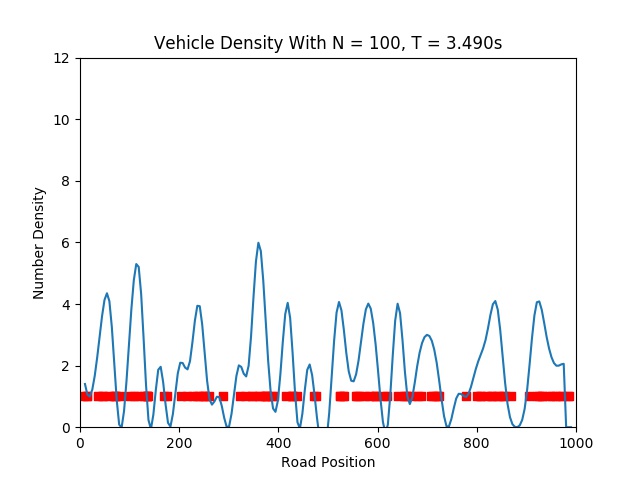 Vehicle Density With N = 100, T = 3.490s
12
10
8
6
4
2
0
Number Density
0 200 400 600 800 1000
Road Position